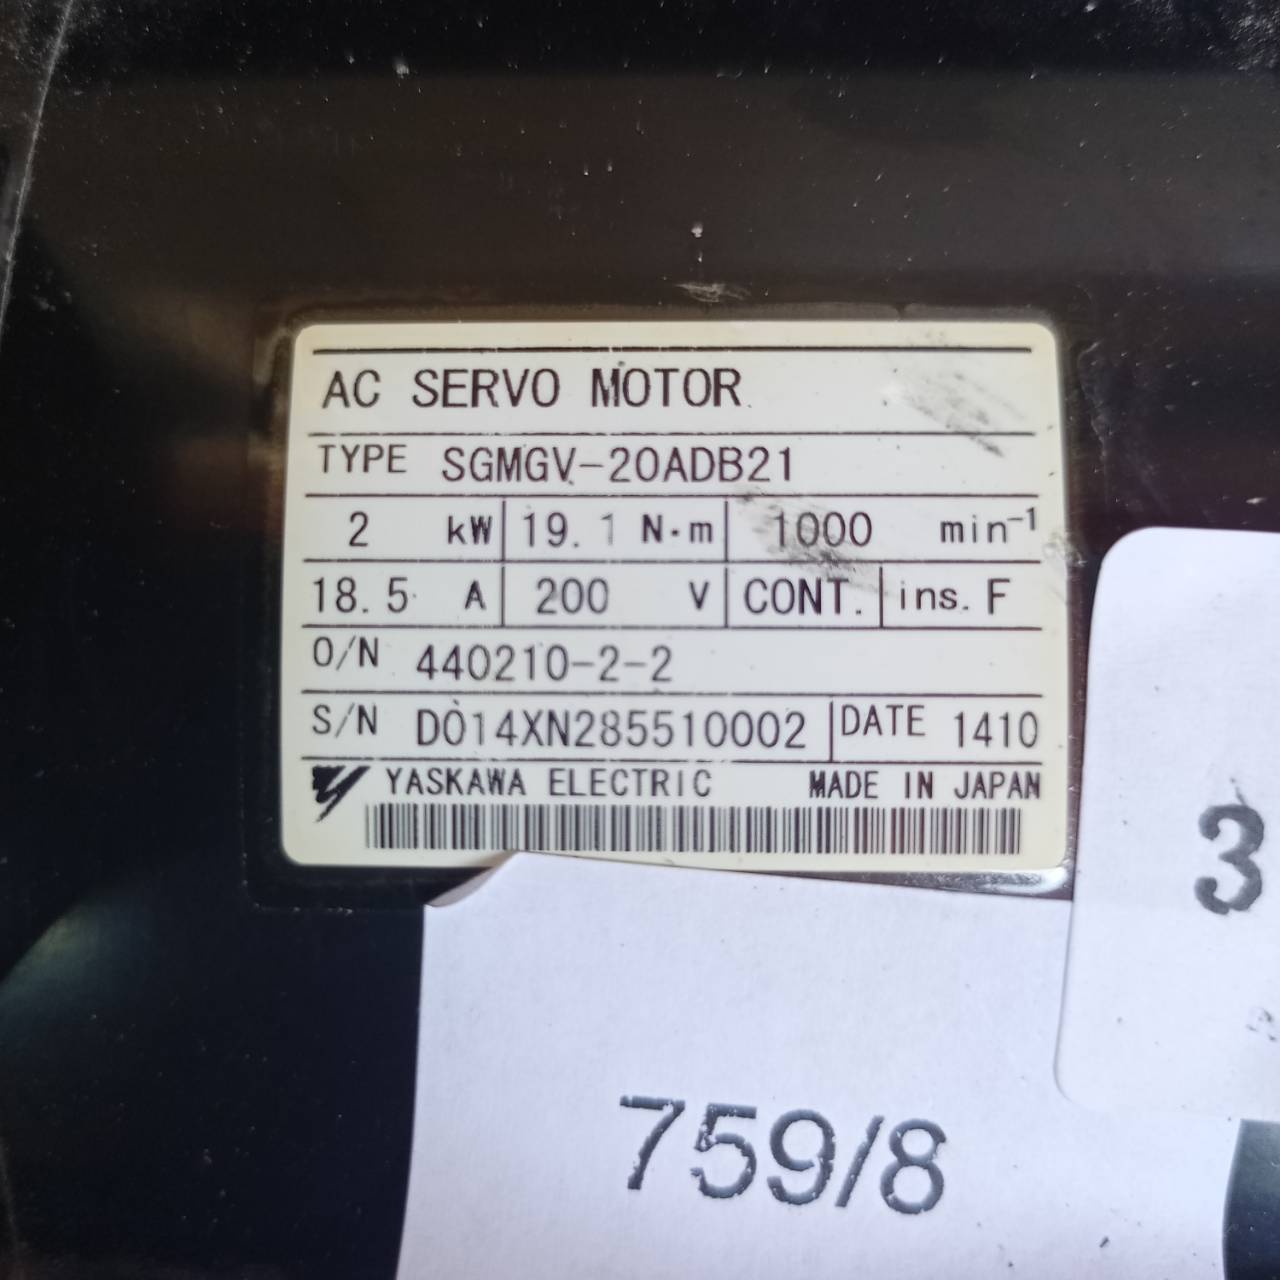 AC SERVO MOTOR
TYPE SGMGV-20ADB21
2 kW 19.1 N·m 1000 min⁻¹
18.5 A 200 V CONT. ins. F
O/N 440210-2-2
S/N D014XN285510002 DATE 1410
YASKAWA ELECTRIC MADE IN JAPAN
3
759/8